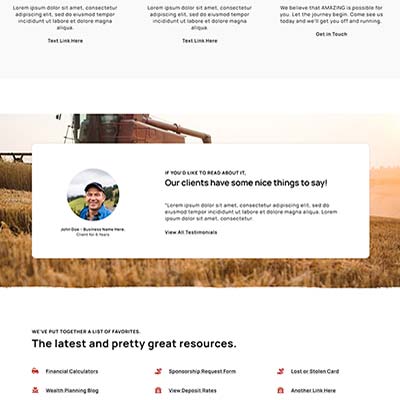 Lorem ipsum dolor sit amet, consectetur
adipiscing elit, sed do eiusmod tempor
incididunt ut labore et dolore magna
aliqua.
Text Link Here
Lorem ipsum dolor sit amet, consectetur
adipiscing elit, sed do eiusmod tempor
incididunt ut labore et dolore magna
aliqua.
Text Link Here
We believe that AMAZING is possible for
you. Let the journey begin. Come see us
today and we'll get you off and running.
Get in Touch
IF YOU'D LIKE TO READ ABOUT IT,
Our clients have some nice things to say!
"Lorem ipsum dolor sit amet, consectetur
adipiscing elit, sed do eiusmod tempor
incididunt ut labore et dolore magna aliqua. Lorem
ipsum dolor sit amet, consectetur.
View All Testimonials
John Doe - Business Name Here.
Client for 6 Years
WE'VE PUT TOGETHER A LIST OF FAVORITES.
The latest and pretty great resources.
Financial Calculators
Sponsorship Request Form
Lost or Stolen Card
Wealth Planning Blog
View Deposit Rates
Another Link Here